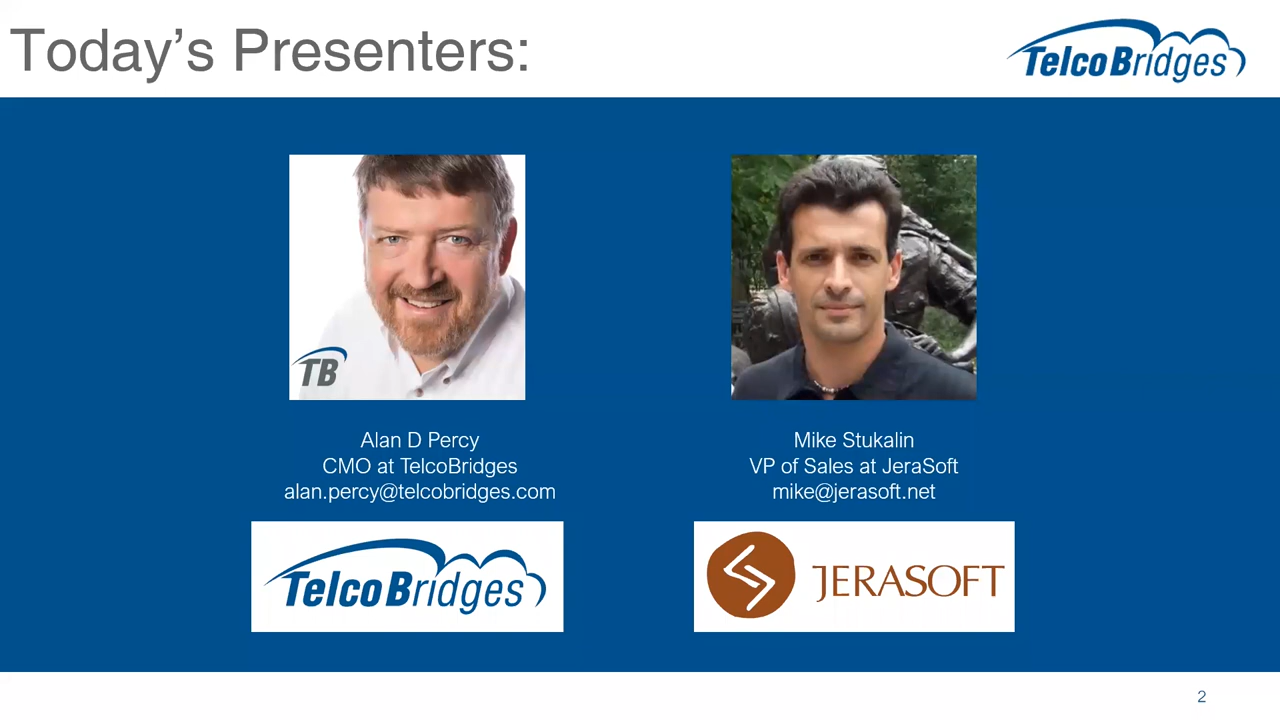 Today’s Presenters:
TelcoBridges
TB
Alan D Percy
CMO at TelcoBridges
alan.percy@telcobridges.com
TelcoBridges
Mike Stukalin
VP of Sales at JeraSoft
mike@jerasoft.net
JERASOFT
2